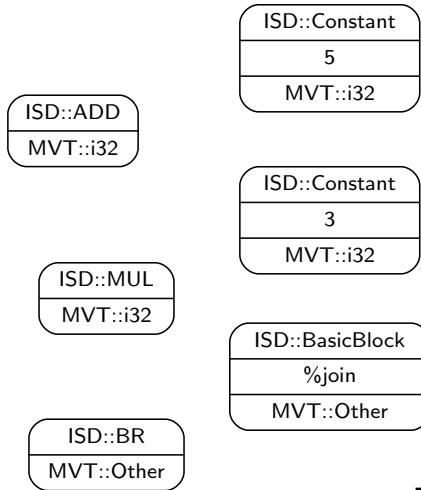 ISD::Constant
5
MVT::i32
ISD::ADD
MVT::i32
ISD::Constant
3
MVT::i32
ISD::MUL
MVT::i32
ISD::BasicBlock
%join
MVT::Other
ISD::BR
MVT::Other